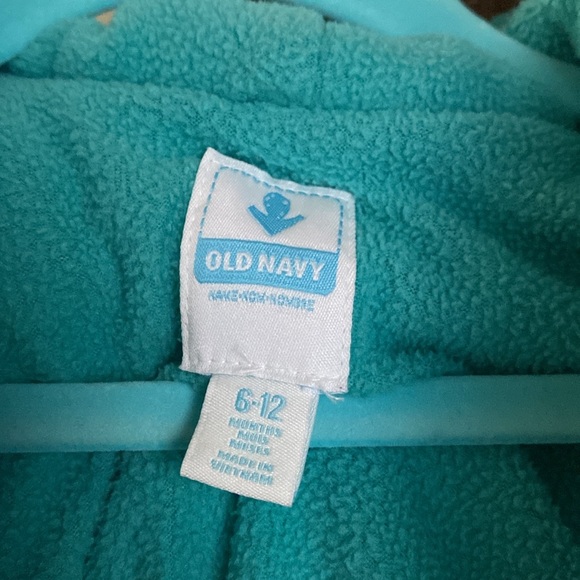 OLD NAVY
NAME•NOM•NOMBRE
6-12
MONTHS
MOIS
MESES
MADE IN
VIETNAM